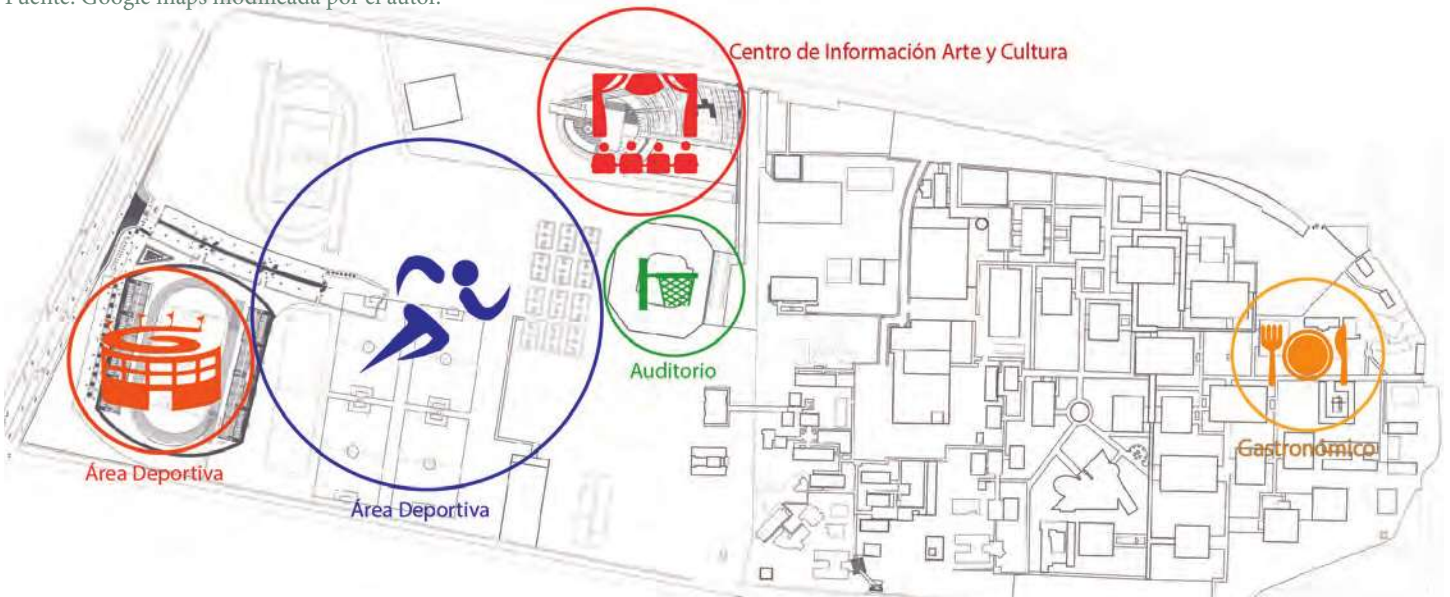 Fuente: Google maps modificada por el autor.
Centro de Información Arte y Cultura
Auditorio
Gastronómico
Área Deportiva
Área Deportiva